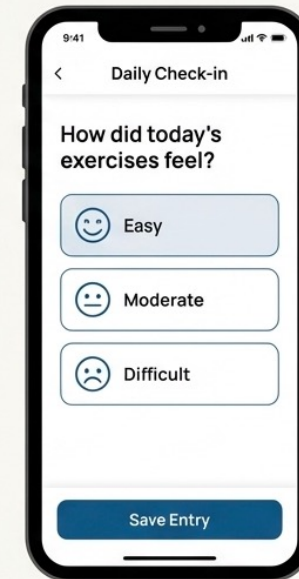 9:41
Daily Check-in
How did today's
exercises feel?
Easy
Moderate
Difficult
Save Entry